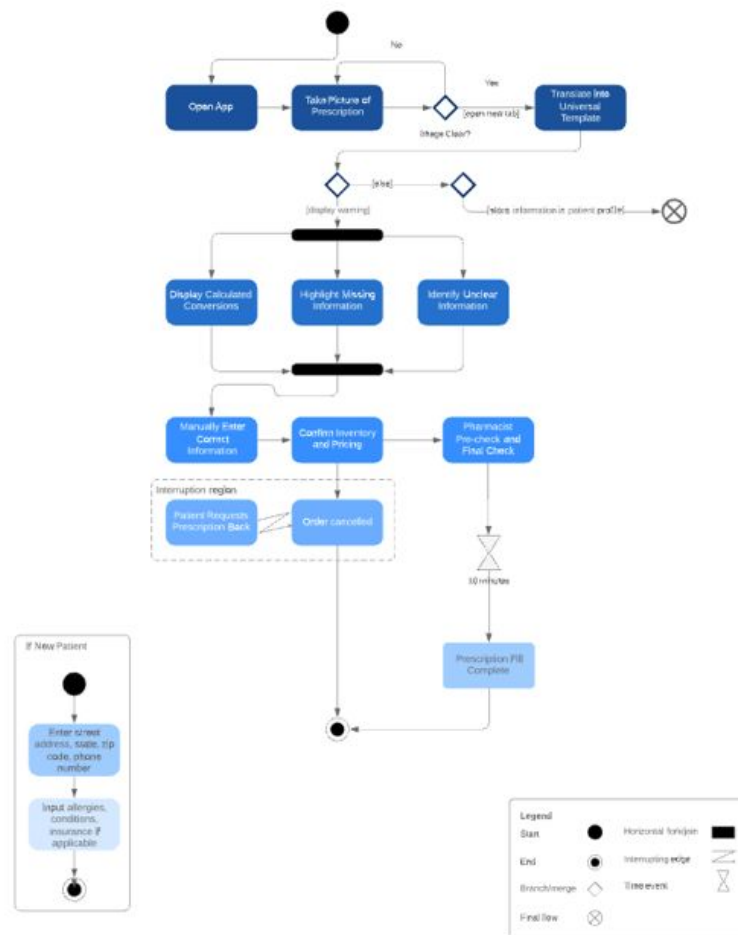 No
Yes
Open App
Take Picture of
Prescription
[open new tab]
Translate into
Universal
Template
Image Clear?
[else]
[display warning]
[store information in patient profile]
Display Calculated
Conversions
Highlight Missing
Information
Identify Unclear
Information
Manually Enter
Correct
Information
Confirm Inventory
and Pricing
Pharmacist
Pre-check and
Final Check
Interruption region
Patient Requests
Prescription Back
Order cancelled
minutes
Prescription Fill
Complete
If New Patient
Enter street
address, state, zip
code, phone
number
Input allergies,
conditions,
insurance if
applicable
Legend
Start
Horizontal fork/join
End
Interrupting edge
Branch/merge
Time event
Final flow